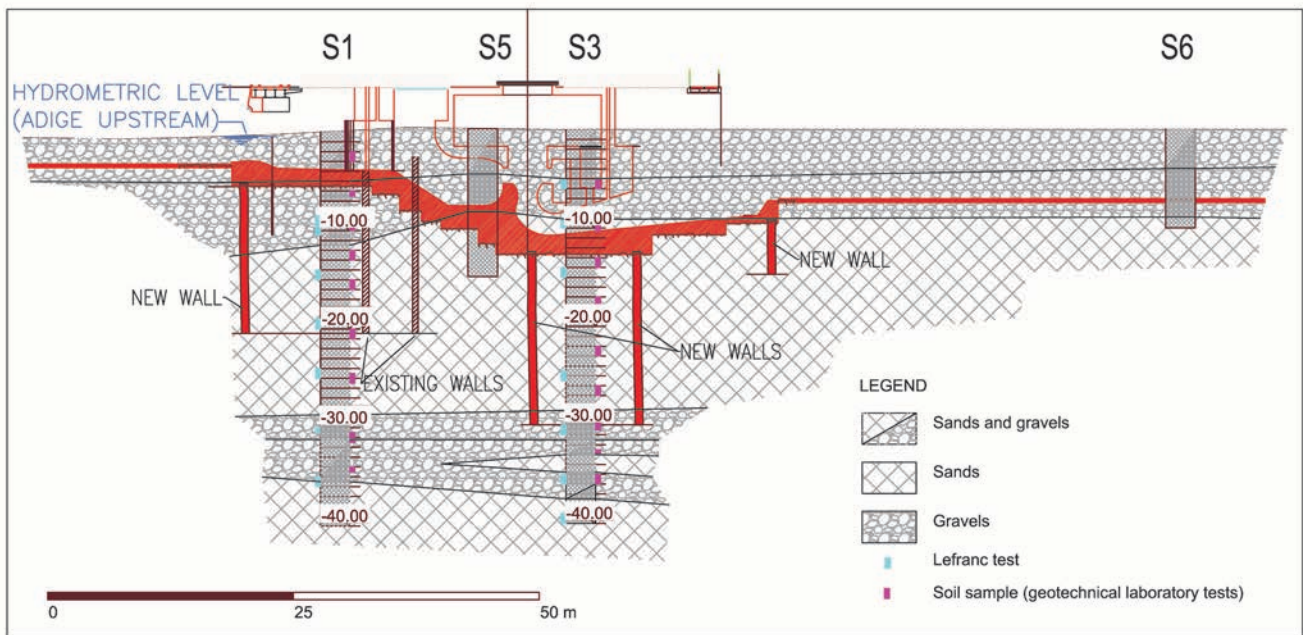 S1
S5
S3
S6
HYDROMETRIC LEVEL
(ADIGE UPSTREAM)
-10.00
-10.00
NEW WALL
NEW WALL
-20.00
-20.00
NEW WALLS
EXISTING WALLS
-30.00
-30.00
-40.00
-40.00
LEGEND
Sands and gravels
Sands
Gravels
Lefranc test
Soil sample (geotechnical laboratory tests)
0
25
50 m